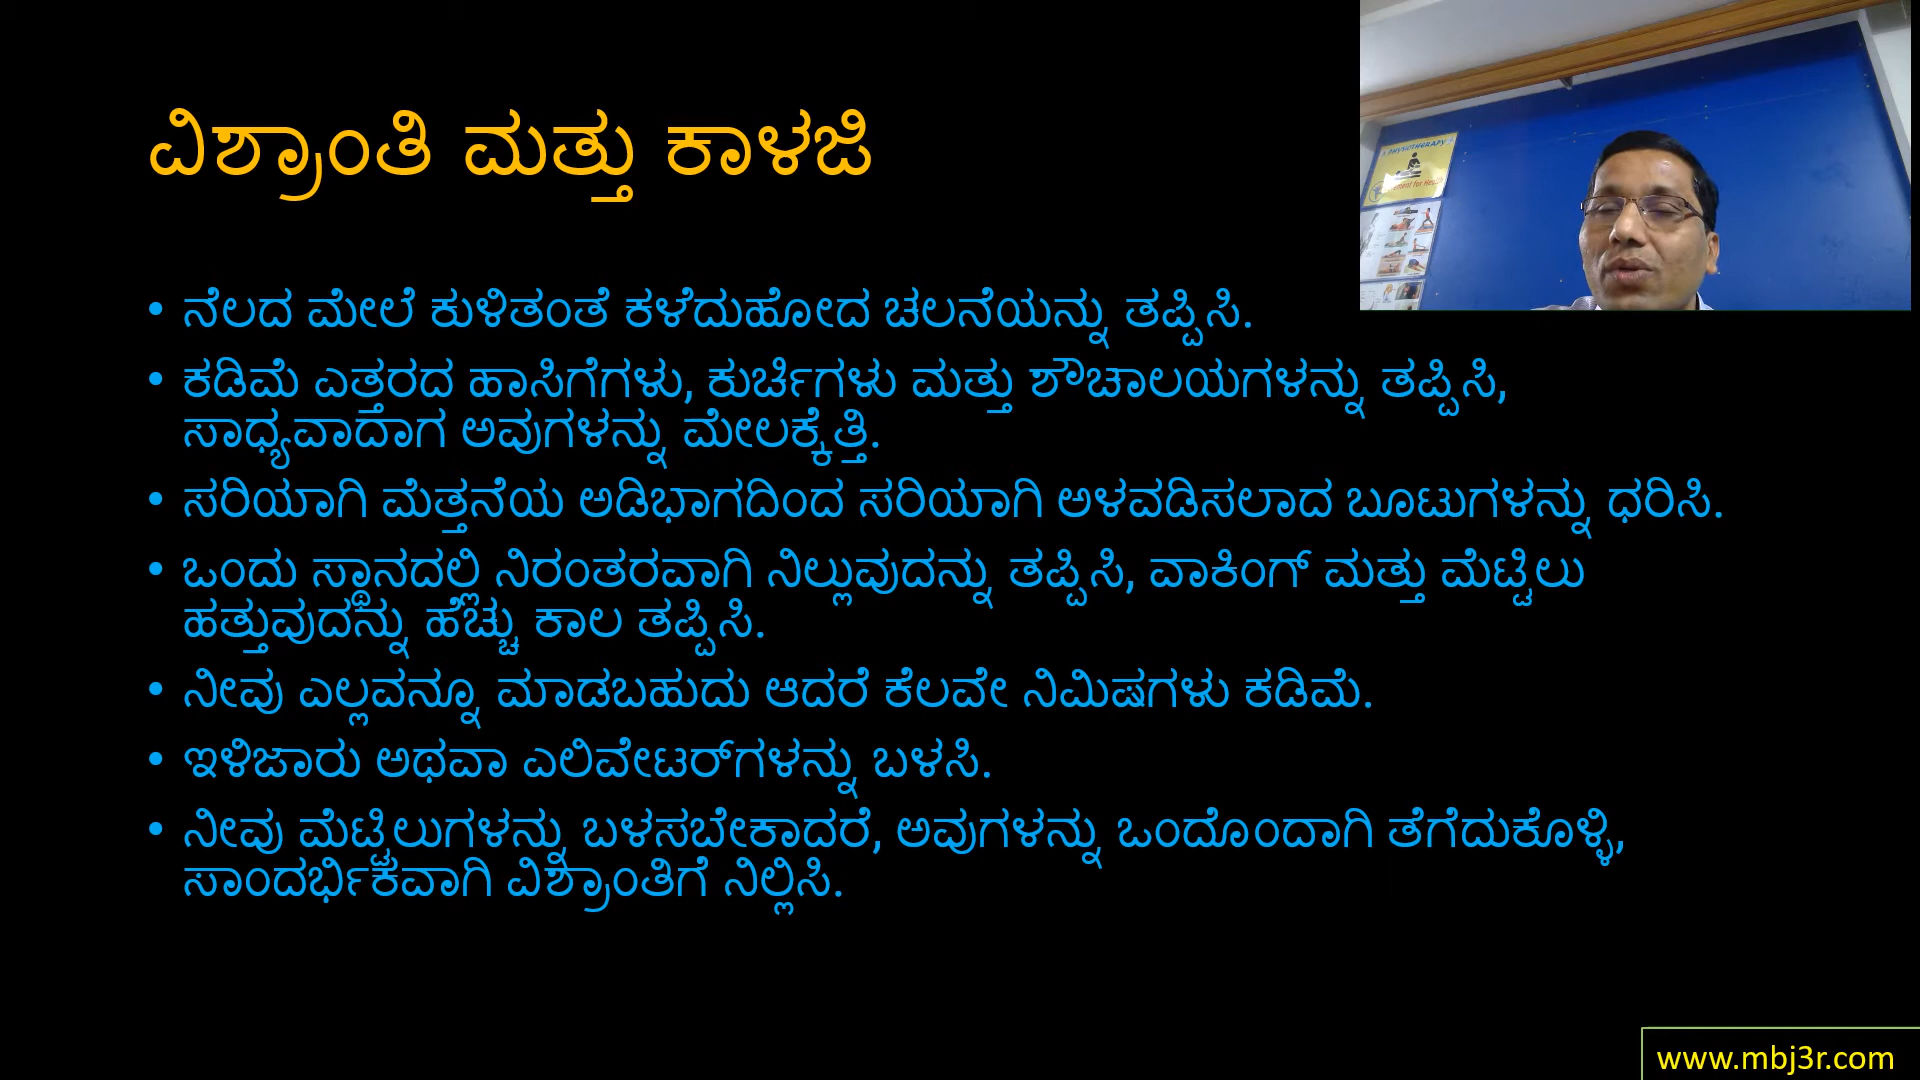 ವಿಶ್ರಾಂತಿ ಮತ್ತು ಕಾಳಜಿ
PHYSIOTHERAPY
• ನೆಲದ ಮೇಲೆ ಕುಳಿತಂತೆ ಕಳೆದುಹೋದ ಚಲನೆಯನ್ನು ತಪ್ಪಿಸಿ.
• ಕಡಿಮೆ ಎತ್ತರದ ಹಾಸಿಗೆಗಳು, ಕುರ್ಚಿಗಳು ಮತ್ತು ಶೌಚಾಲಯಗಳನ್ನು ತಪ್ಪಿಸಿ,
ಸಾಧ್ಯವಾದಾಗ ಅವುಗಳನ್ನು ಮೇಲಕ್ಕೆತ್ತಿ.
• ಸರಿಯಾಗಿ ಮೆತ್ತನೆಯ ಅಡಿಭಾಗದಿಂದ ಸರಿಯಾಗಿ ಅಳವಡಿಸಲಾದ ಬೂಟುಗಳನ್ನು ಧರಿಸಿ.
• ಒಂದು ಸ್ಥಾನದಲ್ಲಿ ನಿರಂತರವಾಗಿ ನಿಲ್ಲುವುದನ್ನು ತಪ್ಪಿಸಿ, ವಾಕಿಂಗ್ ಮತ್ತು ಮೆಟ್ಟಿಲು
ಹತ್ತುವುದನ್ನು ಹೆಚ್ಚು ಕಾಲ ತಪ್ಪಿಸಿ.
• ನೀವು ಎಲ್ಲವನ್ನೂ ಮಾಡಬಹುದು ಆದರೆ ಕೆಲವೇ ನಿಮಿಷಗಳು ಕಡಿಮೆ.
• ಇಳಿಜಾರು ಅಥವಾ ಎಲಿವೇಟರ್‌ಗಳನ್ನು ಬಳಸಿ.
• ನೀವು ಮೆಟ್ಟಿಲುಗಳನ್ನು ಬಳಸಬೇಕಾದರೆ, ಅವುಗಳನ್ನು ಒಂದೊಂದಾಗಿ ತೆಗೆದುಕೊಳ್ಳಿ,
ಸಾಂದರ್ಭಿಕವಾಗಿ ವಿಶ್ರಾಂತಿಗೆ ನಿಲ್ಲಿಸಿ.
www.mbj3r.com